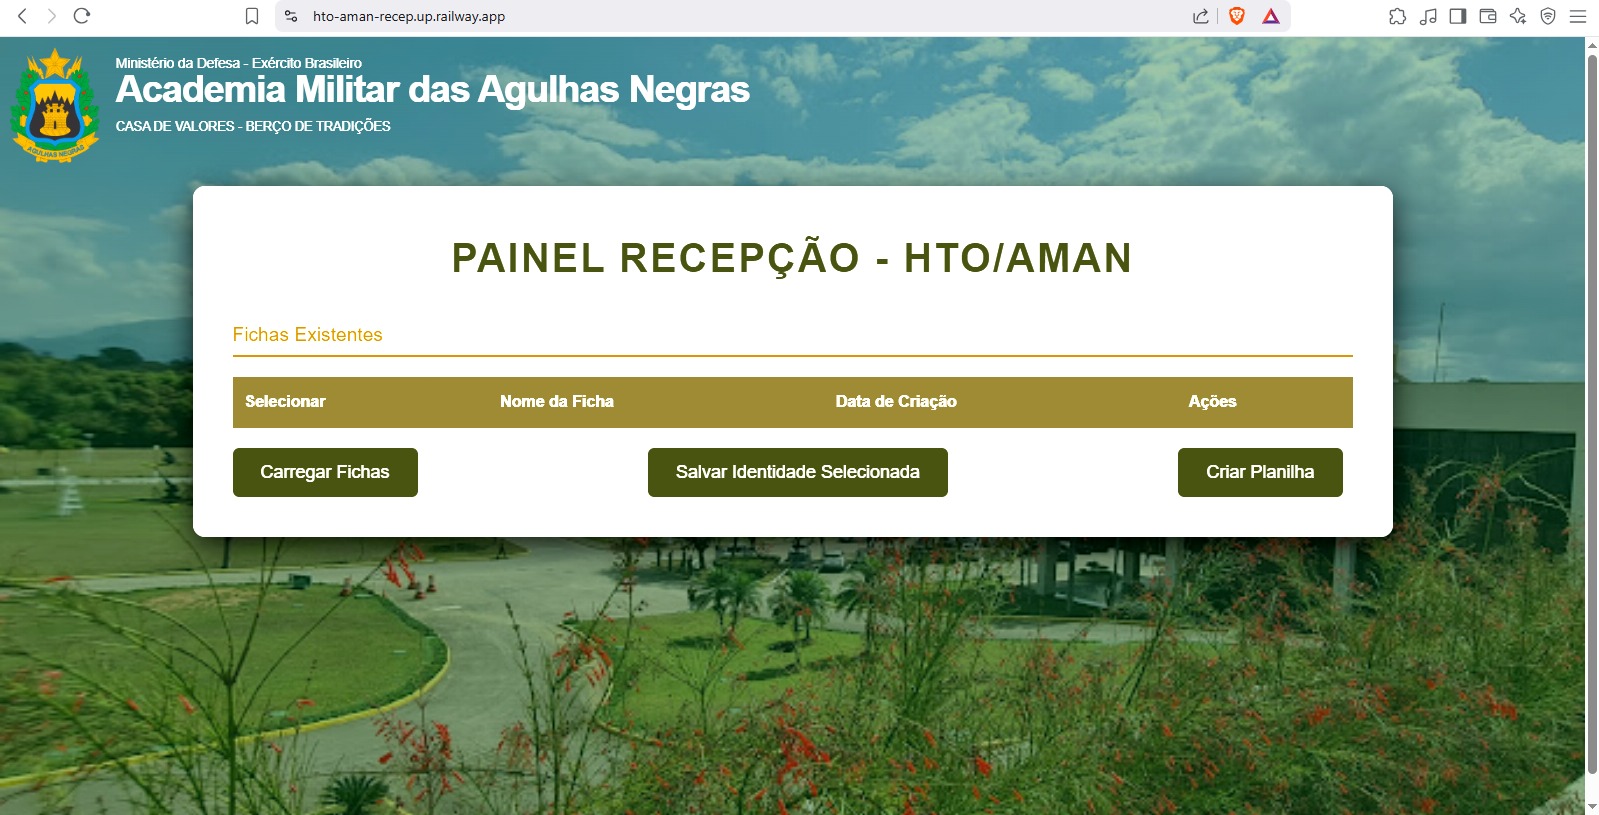 hto-aman-recep.up.railway.app
Ministério da Defesa - Exército Brasileiro
Academia Militar das Agulhas Negras
CASA DE VALORES - BERÇO DE TRADIÇÕES
AGULHAS NEGRAS
PAINEL RECEPÇÃO - HTO/AMAN
Fichas Existentes
Selecionar Nome da Ficha Data de Criação Ações
Carregar Fichas Salvar Identidade Selecionada Criar Planilha